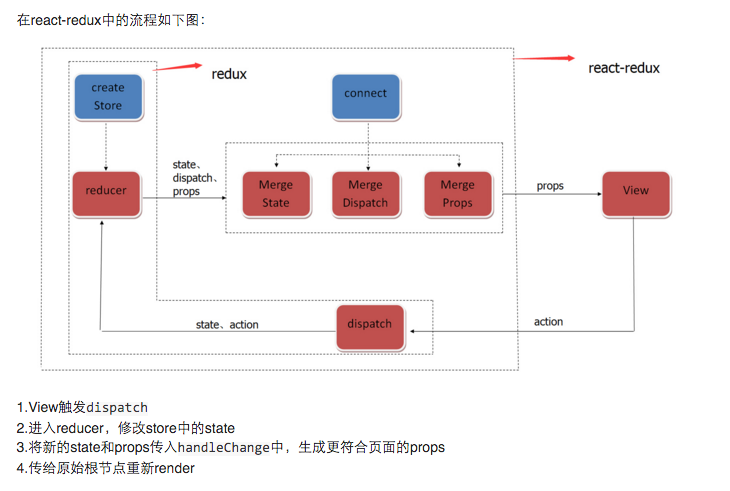 在react-redux中的流程如下图：
redux
react-redux
create
Store
connect
state、
dispatch、
props
reducer
Merge
State
Merge
Dispatch
Merge
Props
props
View
state、action
dispatch
action
1.View触发dispatch
2.进入reducer，修改store中的state
3.将新的state和props传入handleChange中，生成更符合页面的props
4.传给原始根节点重新render